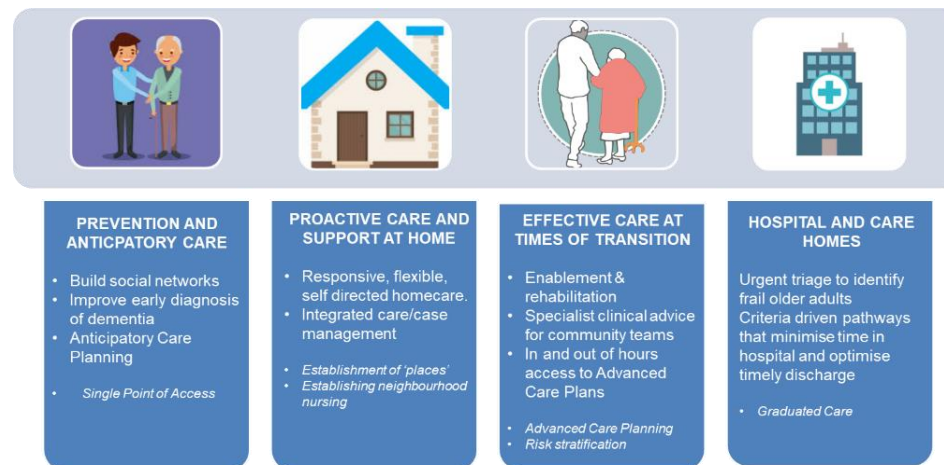 PREVENTION AND
ANTICPATORY CARE
• Build social networks
• Improve early diagnosis
of dementia
• Anticipatory Care
Planning
• Single Point of Access
PROACTIVE CARE AND
SUPPORT AT HOME
• Responsive, flexible,
self directed homecare.
• Integrated care/case
management
• Establishment of ‘places’
• Establishing neighbourhood
nursing
EFFECTIVE CARE AT
TIMES OF TRANSITION
• Enablement &
rehabilitation
• Specialist clinical advice
for community teams
• In and out of hours
access to Advanced
Care Plans
• Advanced Care Planning
• Risk stratification
HOSPITAL AND CARE
HOMES
Urgent triage to identify
frail older adults
Criteria driven pathways
that minimise time in
hospital and optimise
timely discharge
• Graduated Care